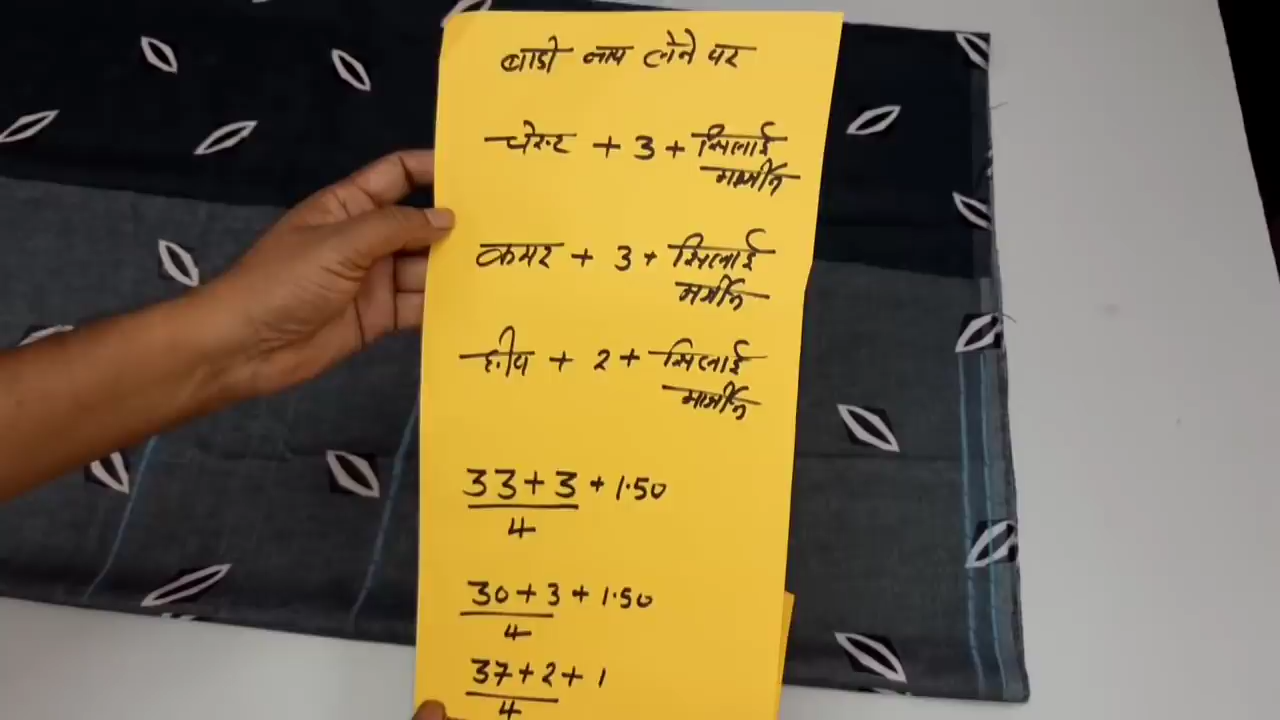 बाडी नाप लेने पर
चेस्ट + 3 + सिलाई
मार्जीन
कमर + 3 + सिलाई
मर्जीन
हीप + 2 + सिलाई
मार्जीन
33+3 + 1.50
4
30+3 + 1.50
4
37+2 + 1
4